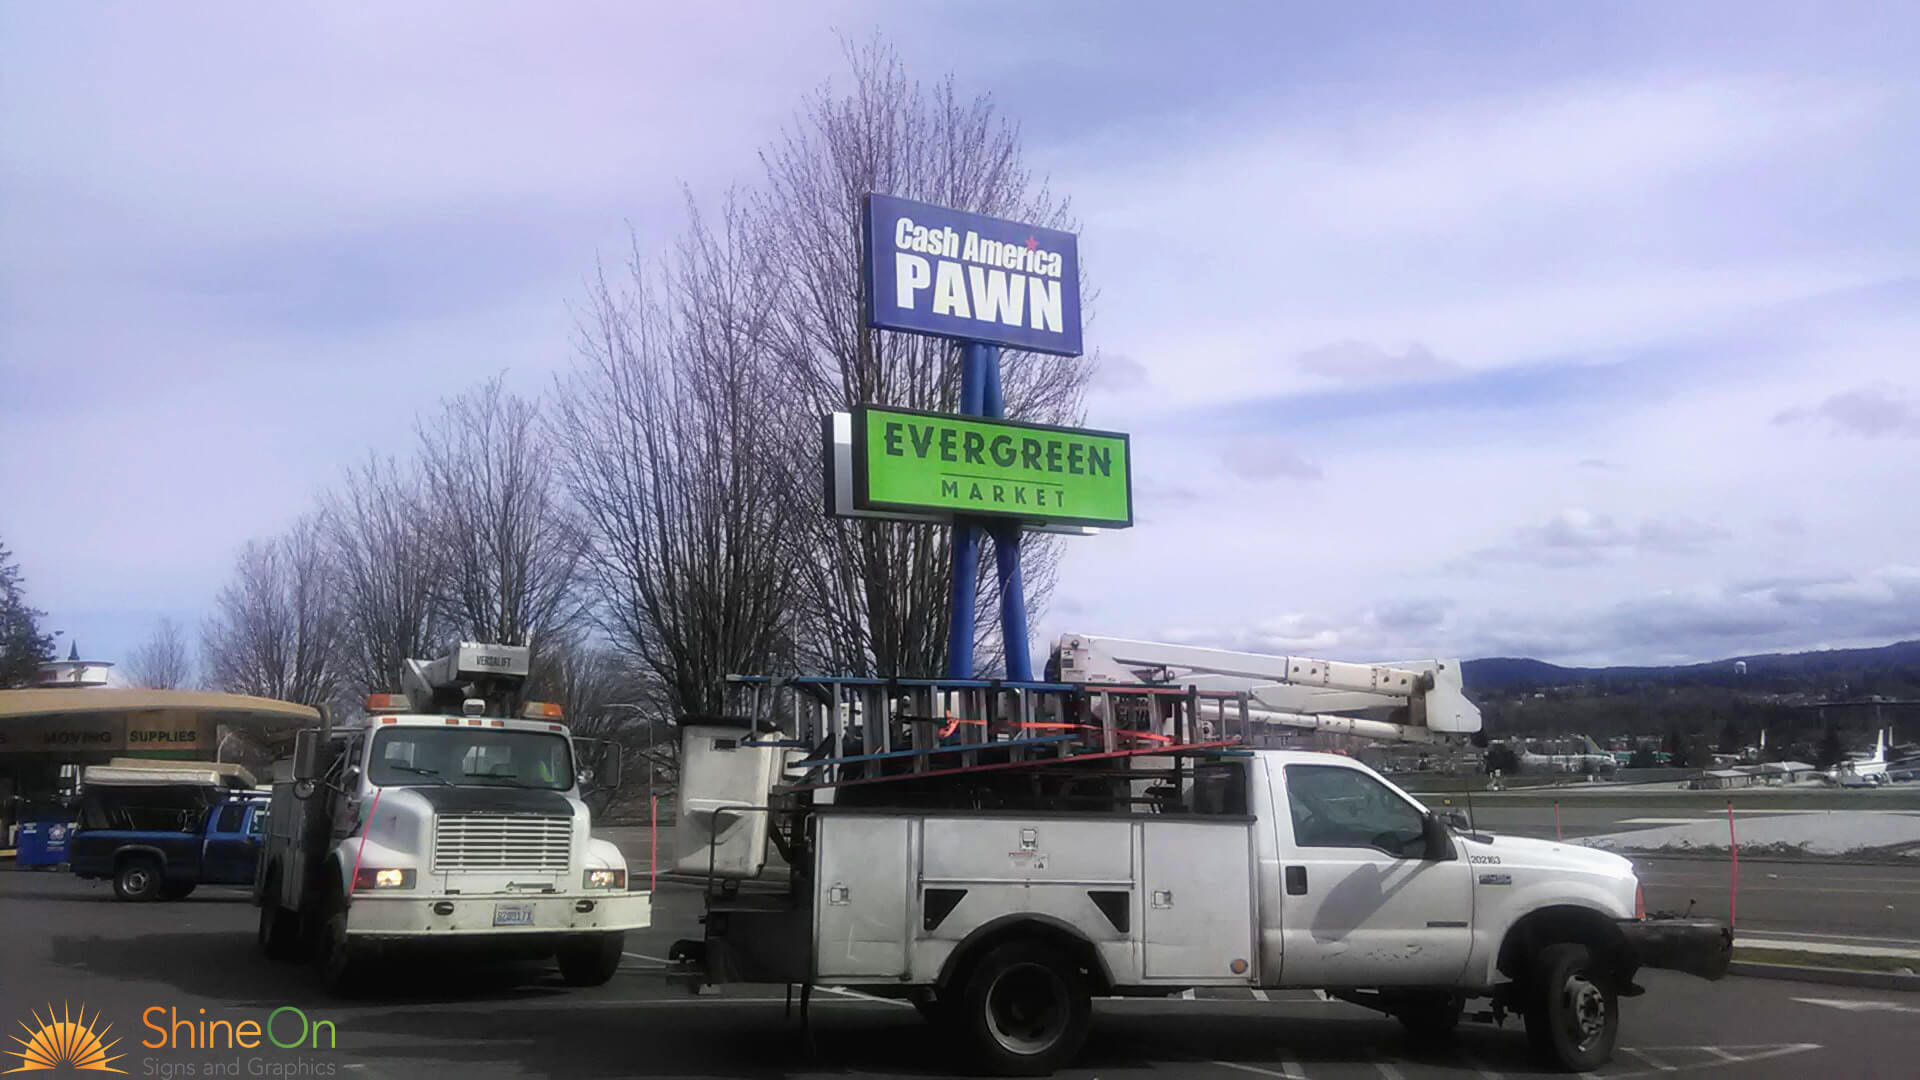 Cash America
PAWN
EVERGREEN
MARKET
VERSALIFT
MOVING SUPPLIES
202163
ShineOn
Signs and Graphics